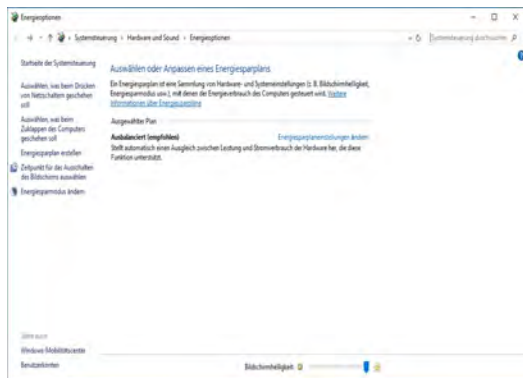 Energieoptionen
Systemsteuerung › Hardware und Sound › Energieoptionen
Systemsteuerung durchsuchen
Startseite der Systemsteuerung
Auswählen, was beim Drücken
von Netzschaltern geschehen
soll
Auswählen, was beim
Zuklappen des Computers
geschehen soll
Energiesparplan erstellen
Zeitpunkt für das Ausschalten
des Bildschirms auswählen
Energiesparmodus ändern
Auswählen oder Anpassen eines Energiesparplans
Ein Energiesparplan ist eine Sammlung von Hardware- und Systemeinstellungen (z. B. Bildschirmhelligkeit,
Energiesparmodus usw.), mit denen der Energieverbrauch des Computers gesteuert wird. Weitere
Informationen über Energiesparpläne
Ausgewählter Plan
Ausbalanciert (empfohlen)
Energiesparplaneinstellungen ändern
Stellt automatisch einen Ausgleich zwischen Leistung und Stromverbrauch der Hardware her, die diese
Funktion unterstützt.
Siehe auch
Windows-Mobilitätscenter
Benutzerkonten
Bildschirmhelligkeit: